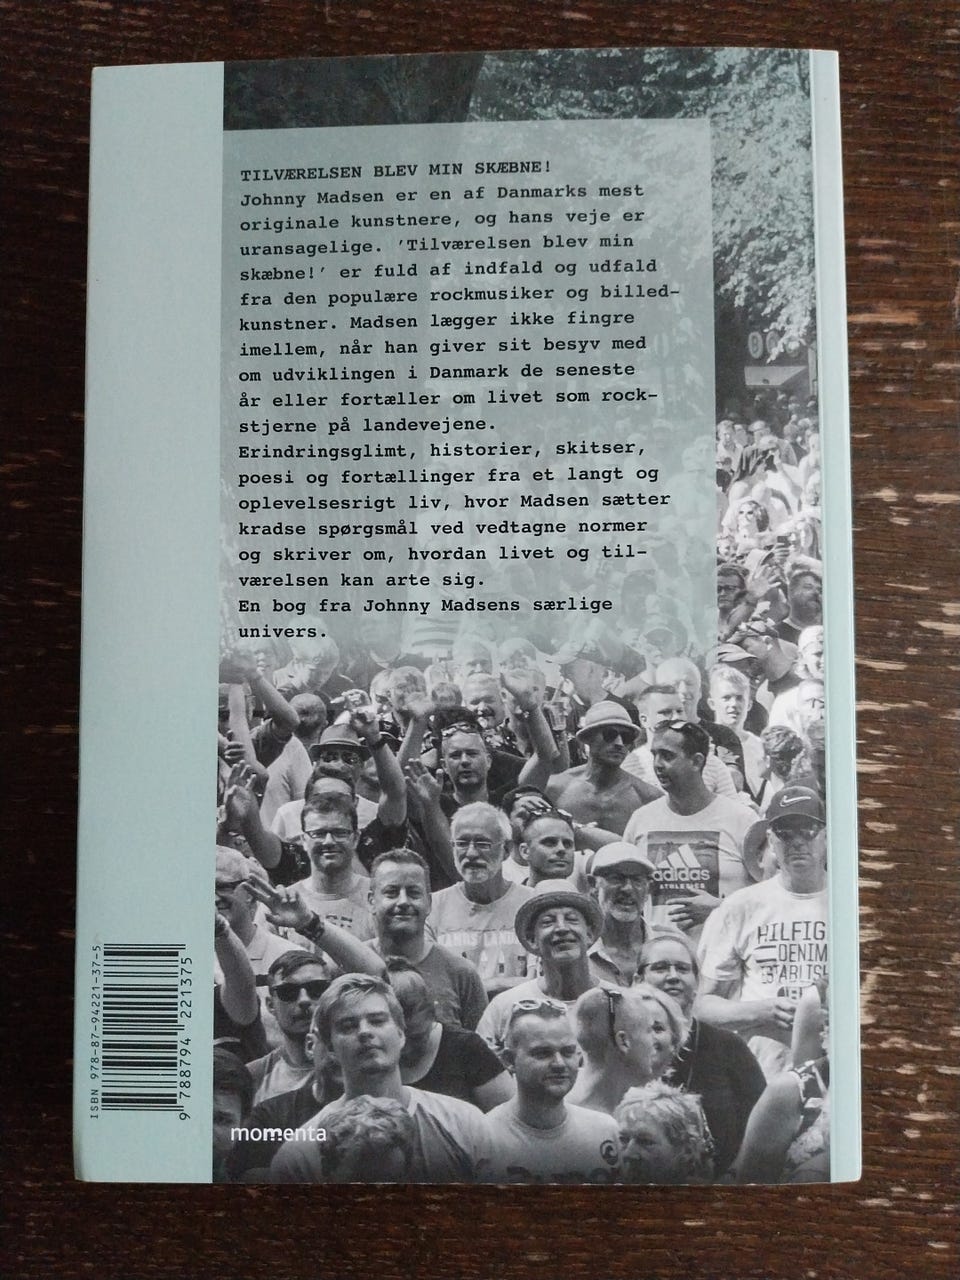 TILVÆRELSEN BLEV MIN SKÆBNE!
Johnny Madsen er en af Danmarks mest
originale kunstnere, og hans veje er
uransagelige. 'Tilværelsen blev min
skæbne!' er fuld af indfald og udfald
fra den populære rockmusiker og billed-
kunstner. Madsen lægger ikke fingre
imellem, når han giver sit besyv med
om udviklingen i Danmark de seneste
år eller fortæller om livet som rock-
stjerne på landevejene.
Erindringsglimt, historier, skitser,
poesi og fortællinger fra et langt og
oplevelsesrigt liv, hvor Madsen sætter
kradse spørgsmål ved vedtagne normer
og skriver om, hvordan livet og til-
værelsen kan arte sig.
En bog fra Johnny Madsens særlige
univers.
adidas
ATHLETICS
HILFIG
DENIM
ISBN 978-87-94221-37-5
9 788794 221375
momenta